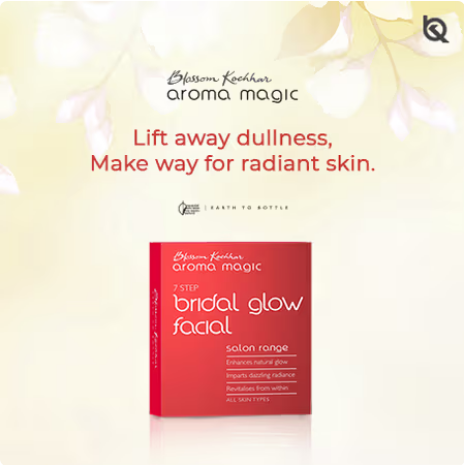 Blossom Kochhar
aroma magic
Lift away dullness,
Make way for radiant skin.
EARTH TO BOTTLE
Blossom Kochhar
aroma magic
7 STEP
bridal glow
facial
salon range
Enhances natural glow
Imparts dazzling radiance
Revitalises from within
ALL SKIN TYPES
Blossom Kochhar